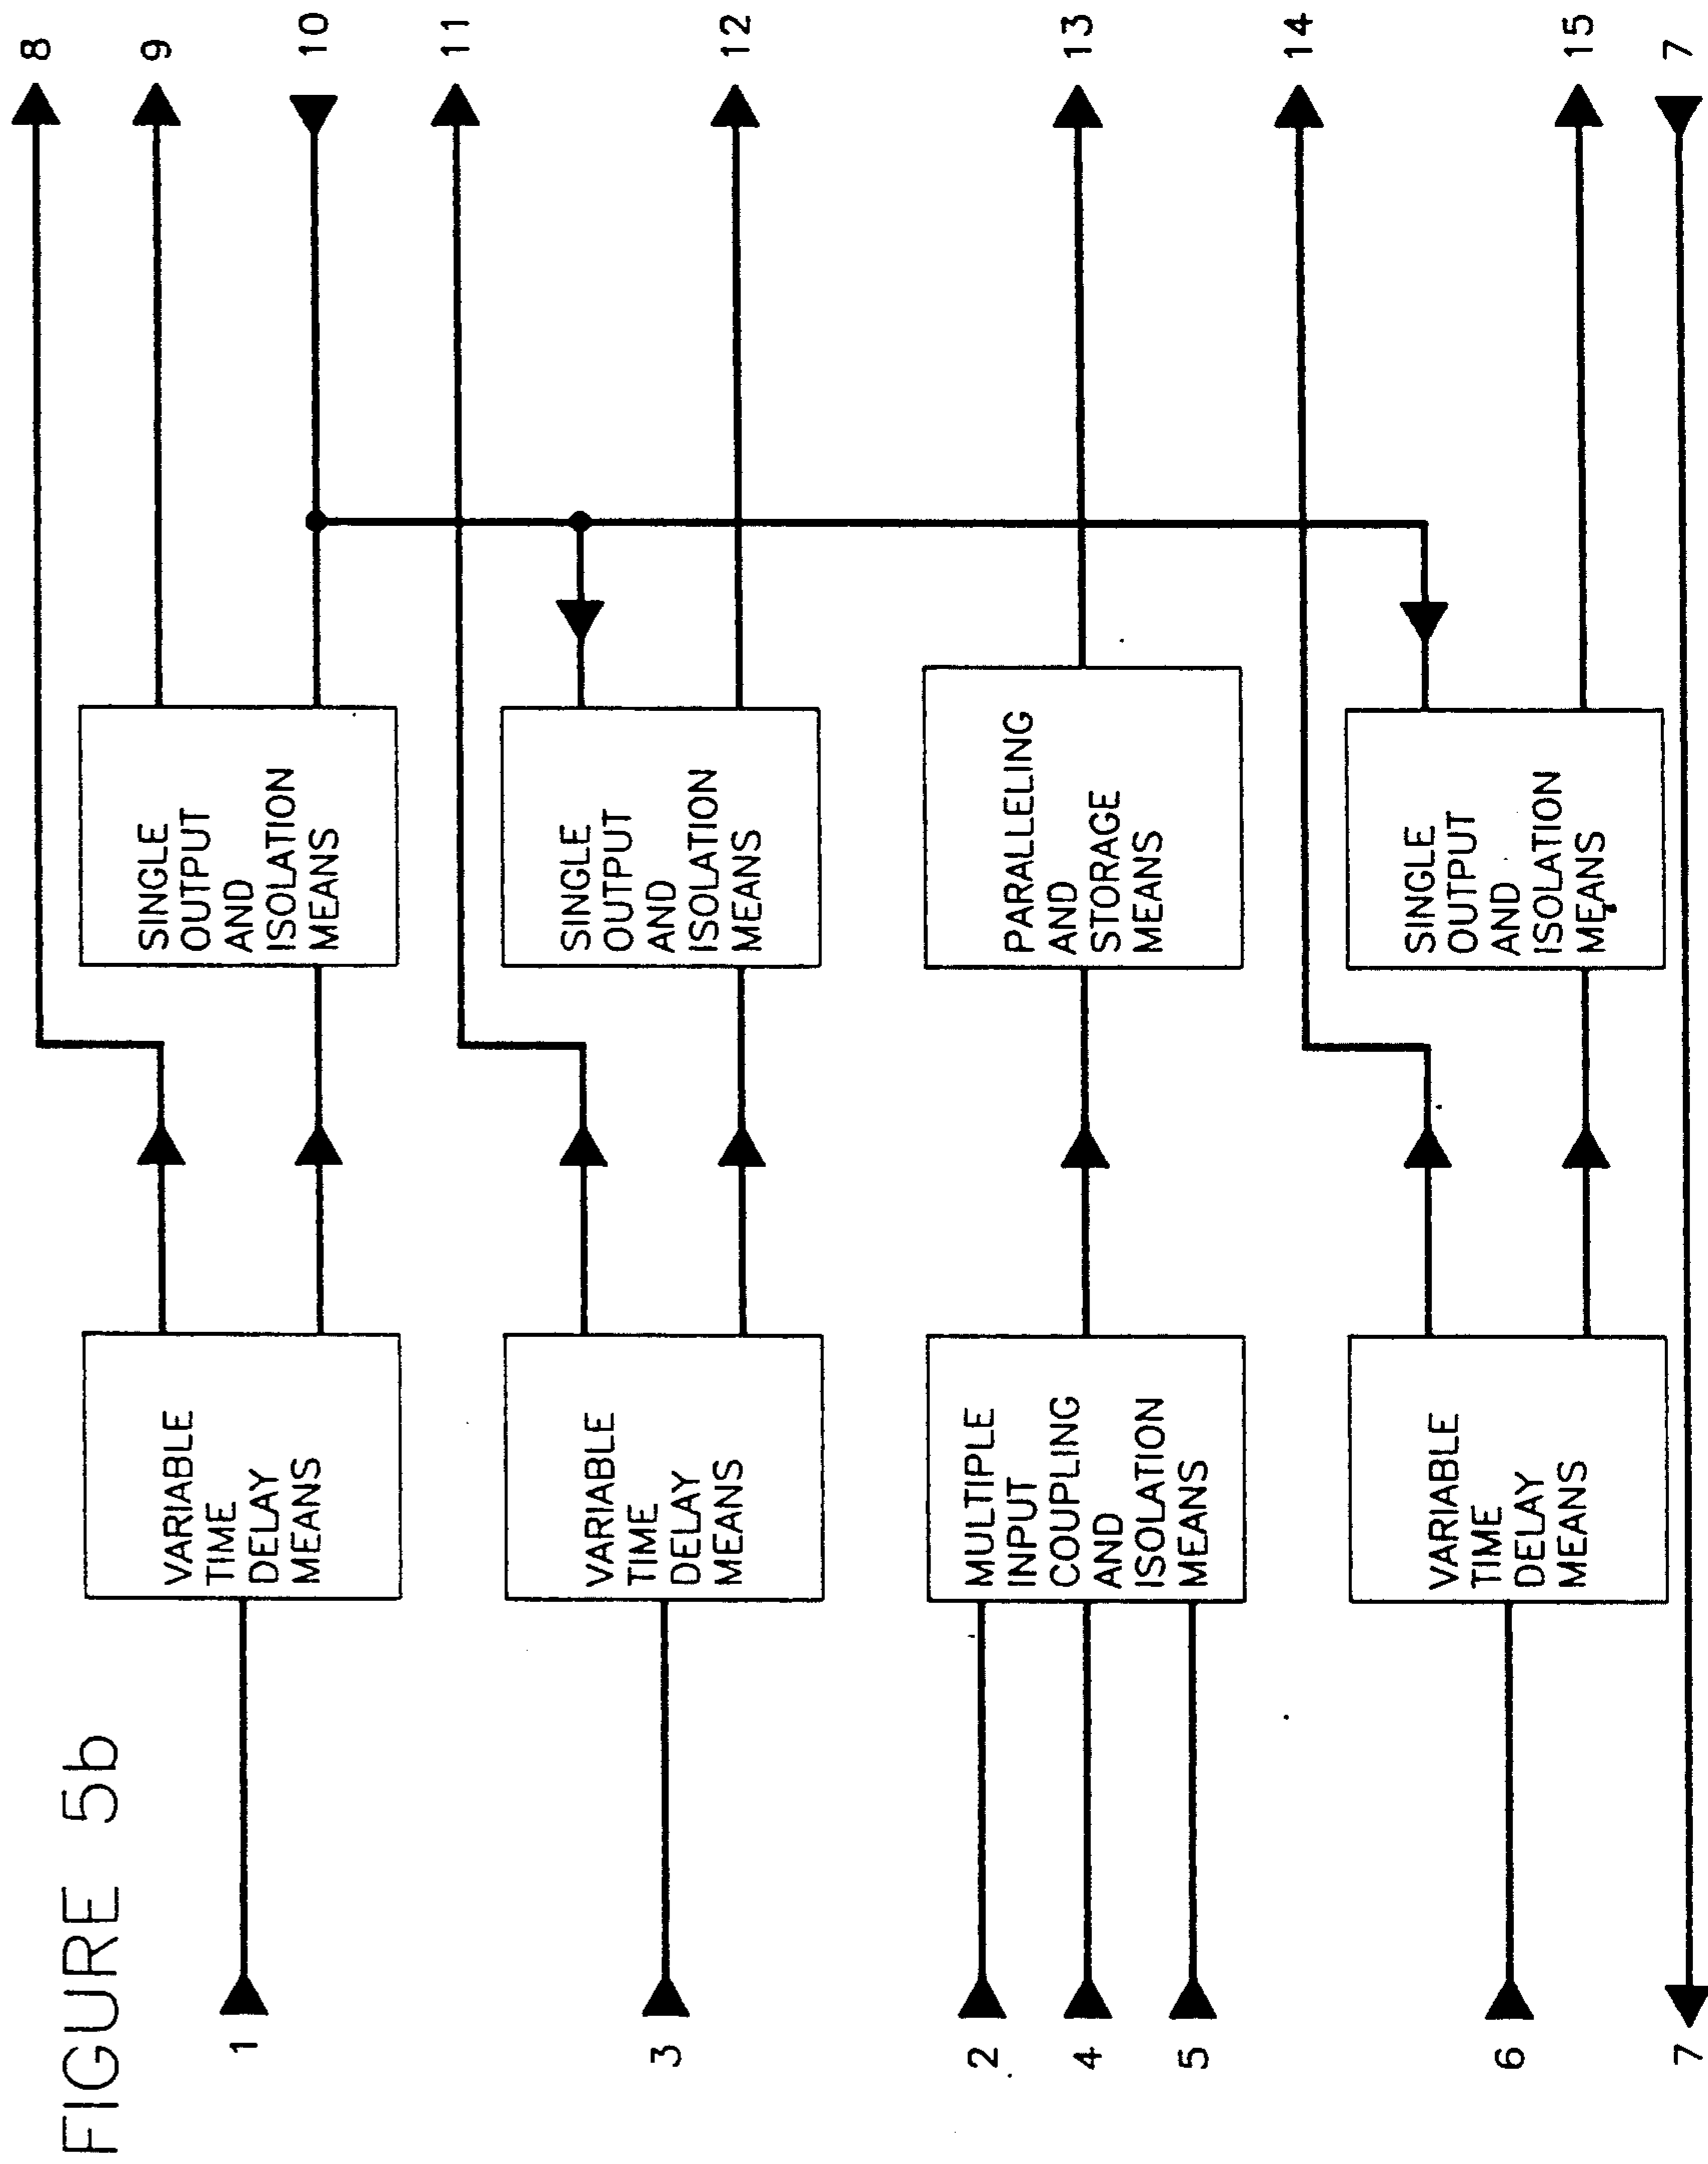 FIGURE 5b
1
VARIABLE
TIME
DELAY
MEANS
SINGLE
OUTPUT
AND
ISOLATION
MEANS
8
9
10
3
VARIABLE
TIME
DELAY
MEANS
SINGLE
OUTPUT
AND
ISOLATION
MEANS
11
12
2
4
5
MULTIPLE
INPUT
COUPLING
AND
ISOLATION
MEANS
PARALLELING
AND
STORAGE
MEANS
13
6
VARIABLE
TIME
DELAY
MEANS
SINGLE
OUTPUT
AND
ISOLATION
MEANS
14
15
7
7